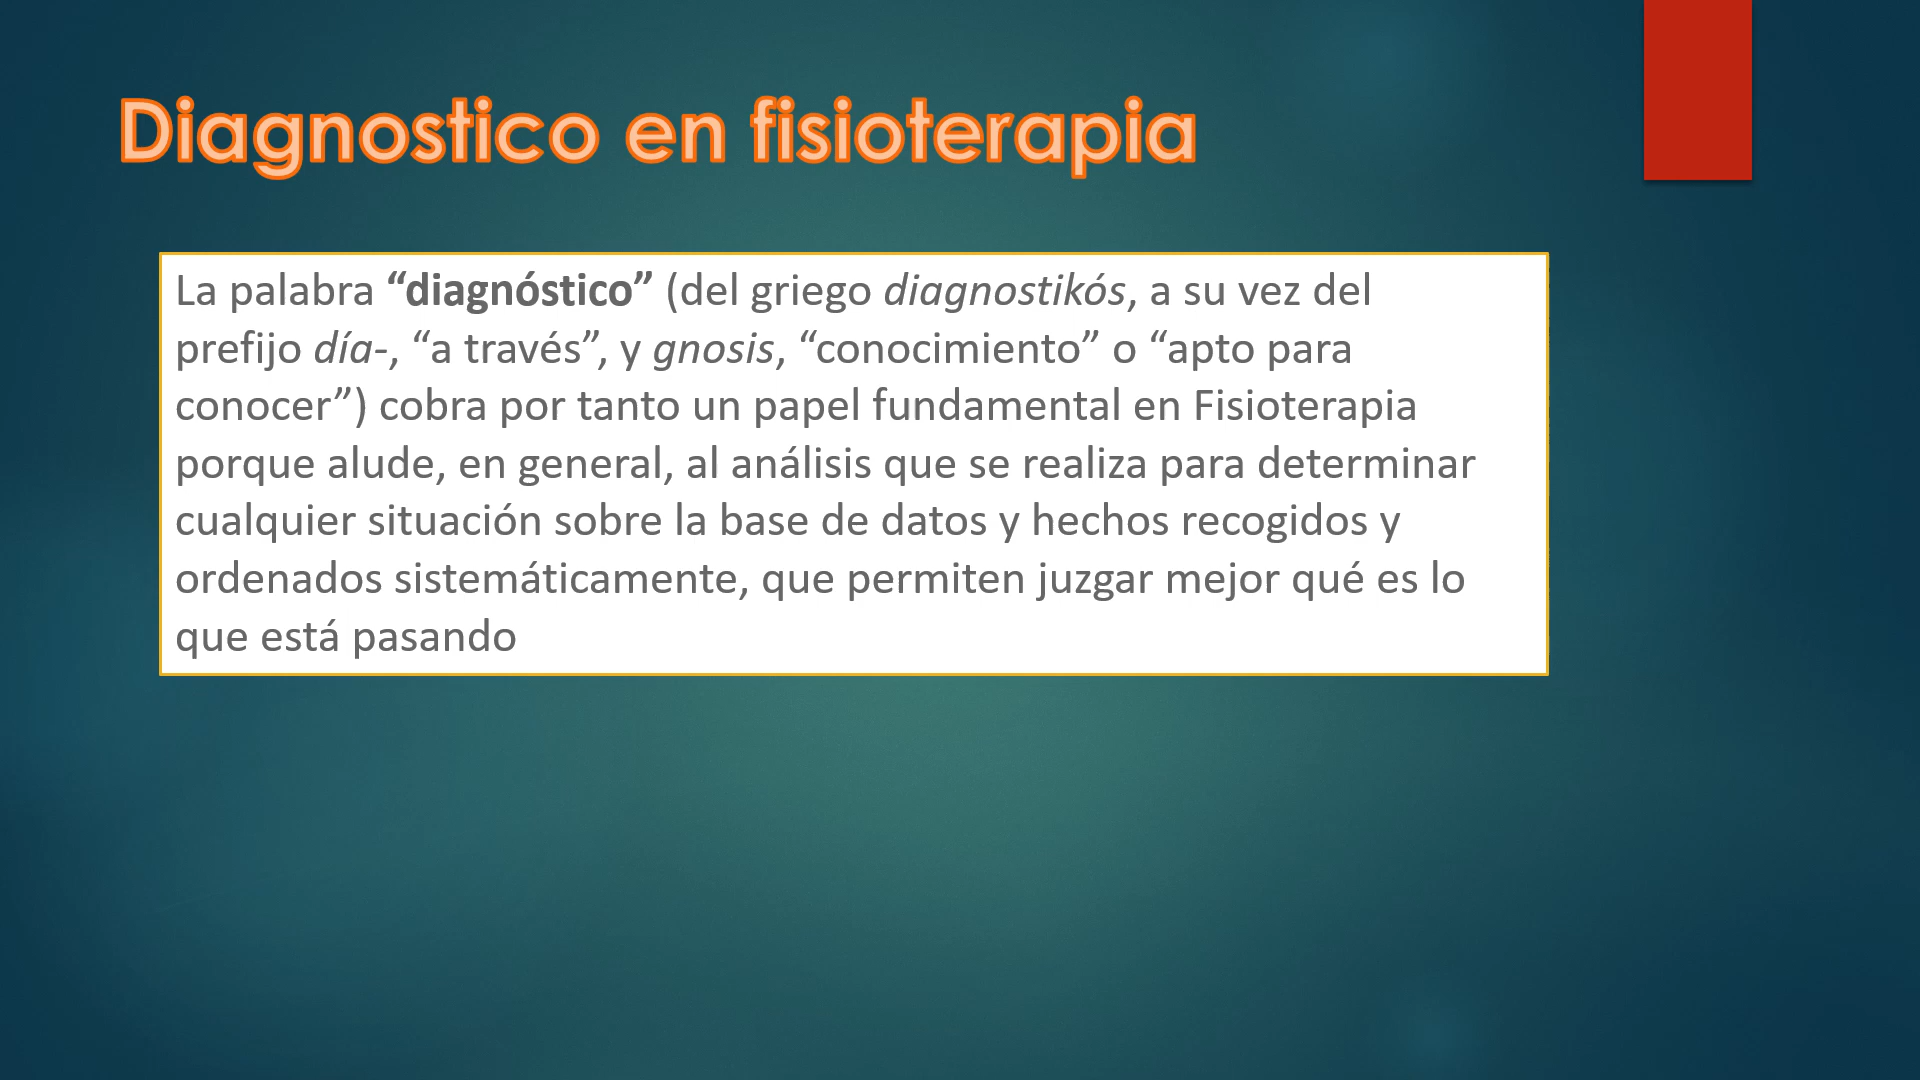 Diagnostico en fisioterapia
La palabra “diagnóstico” (del griego diagnostikós, a su vez del
prefijo día-, “a través”, y gnosis, “conocimiento” o “apto para
conocer”) cobra por tanto un papel fundamental en Fisioterapia
porque alude, en general, al análisis que se realiza para determinar
cualquier situación sobre la base de datos y hechos recogidos y
ordenados sistemáticamente, que permiten juzgar mejor qué es lo
que está pasando